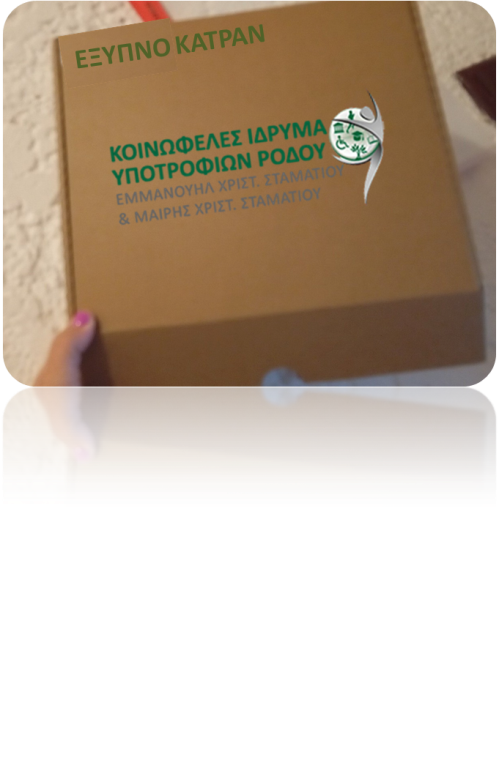 ΕΞΥΠΝΟ ΚΑΤΡΑΝ
ΚΟΙΝΩΦΕΛΕΣ ΙΔΡΥΜΑ
ΥΠΟΤΡΟΦΙΩΝ ΡΟΔΟΥ
ΕΜΜΑΝΟΥΗΛ ΧΡΙΣΤ. ΣΤΑΜΑΤΙΟΥ
& ΜΑΙΡΗΣ ΧΡΙΣΤ. ΣΤΑΜΑΤΙΟΥ